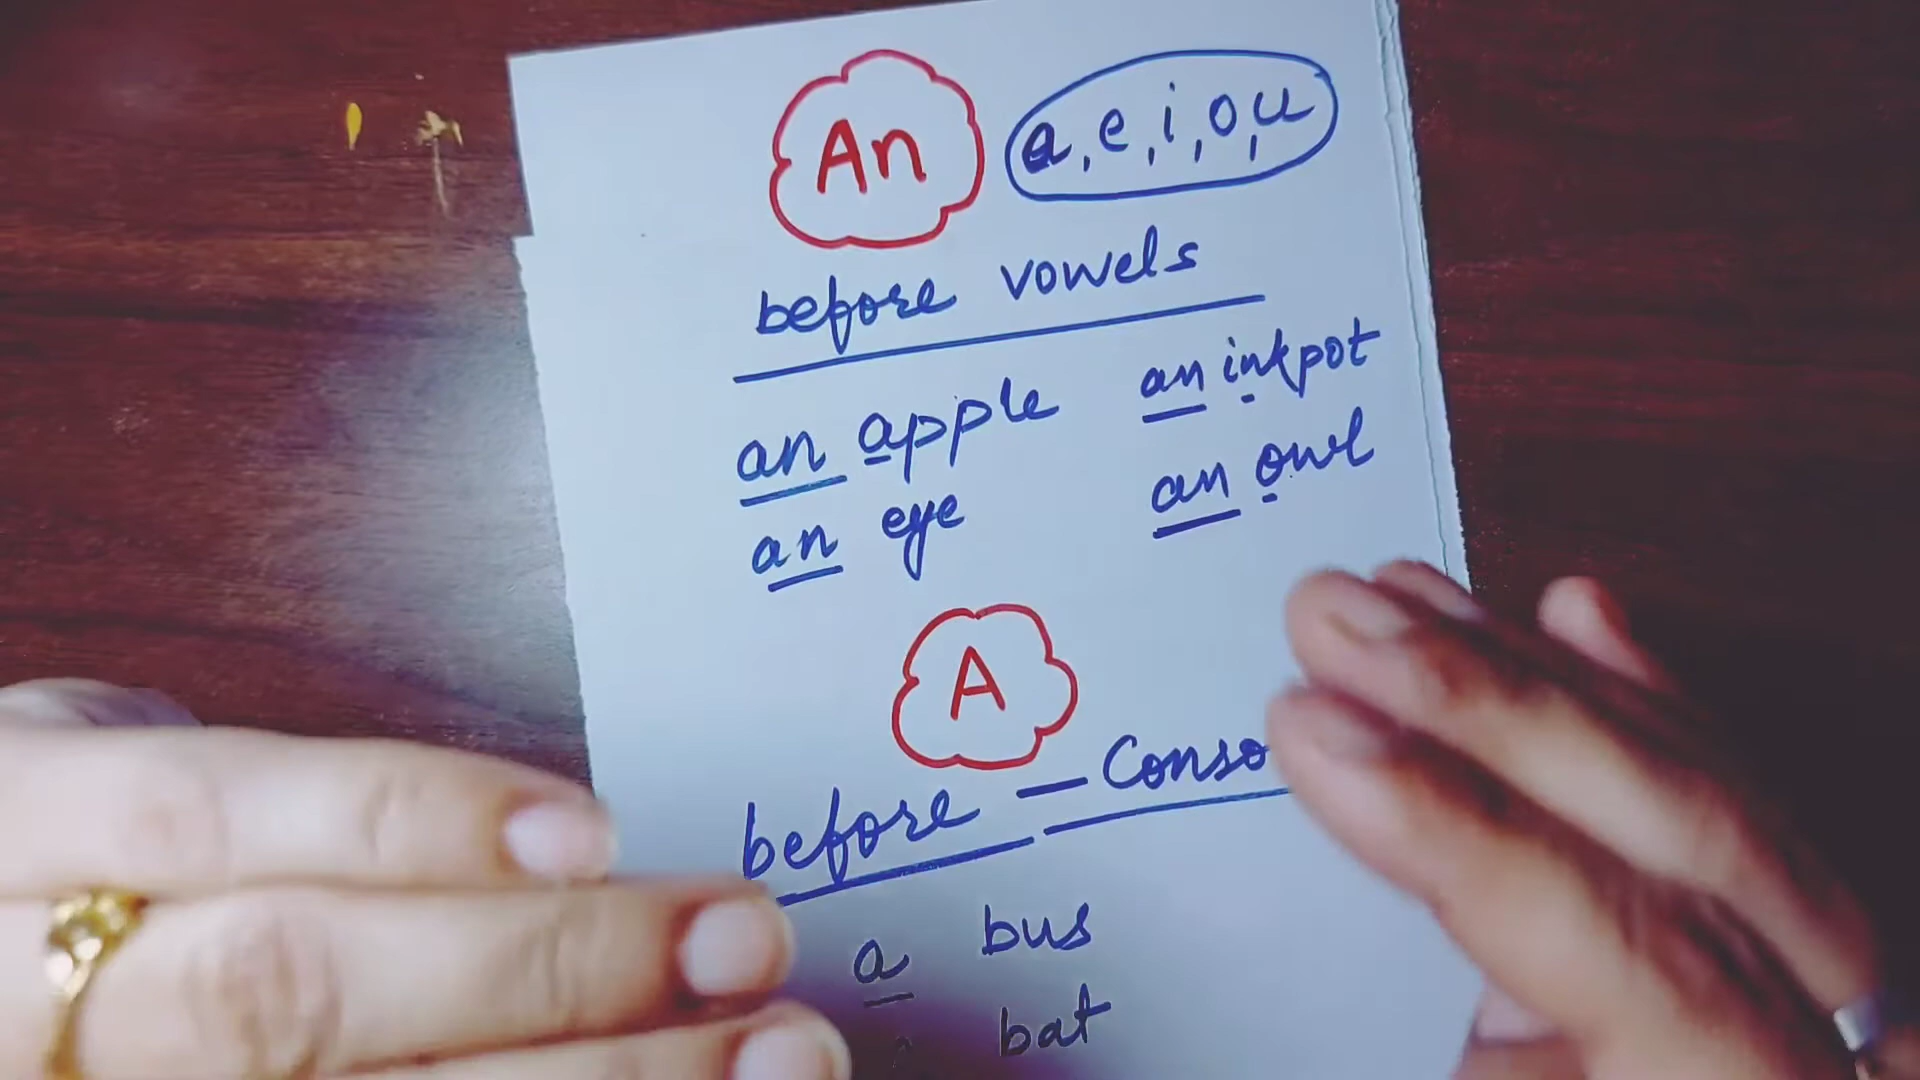 An a, e, i, o, u
before vowels
an apple an inkpot
an eye an owl
A
before — Conso
a bus
bat